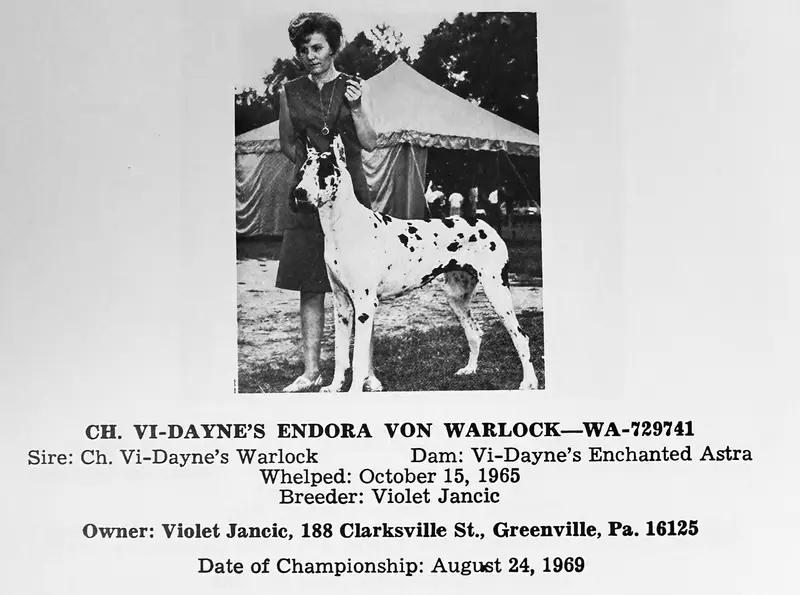 CH. VI-DAYNE'S ENDORA VON WARLOCK—WA-729741
Sire: Ch. Vi-Dayne's Warlock Dam: Vi-Dayne's Enchanted Astra
Whelped: October 15, 1965
Breeder: Violet Jancic
Owner: Violet Jancic, 188 Clarksville St., Greenville, Pa. 16125
Date of Championship: August 24, 1969